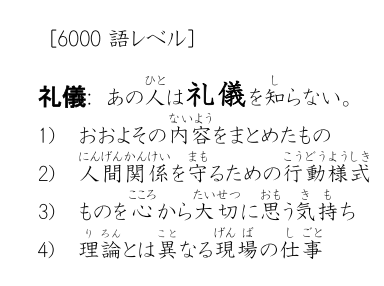 [6000 語レベル]
礼儀: あの人は礼儀を知らない。
1) おおよその内容をまとめたもの
2) 人間関係を守るための行動様式
3) ものを心から大切に思う気持ち
4) 理論とは異なる現場の仕事